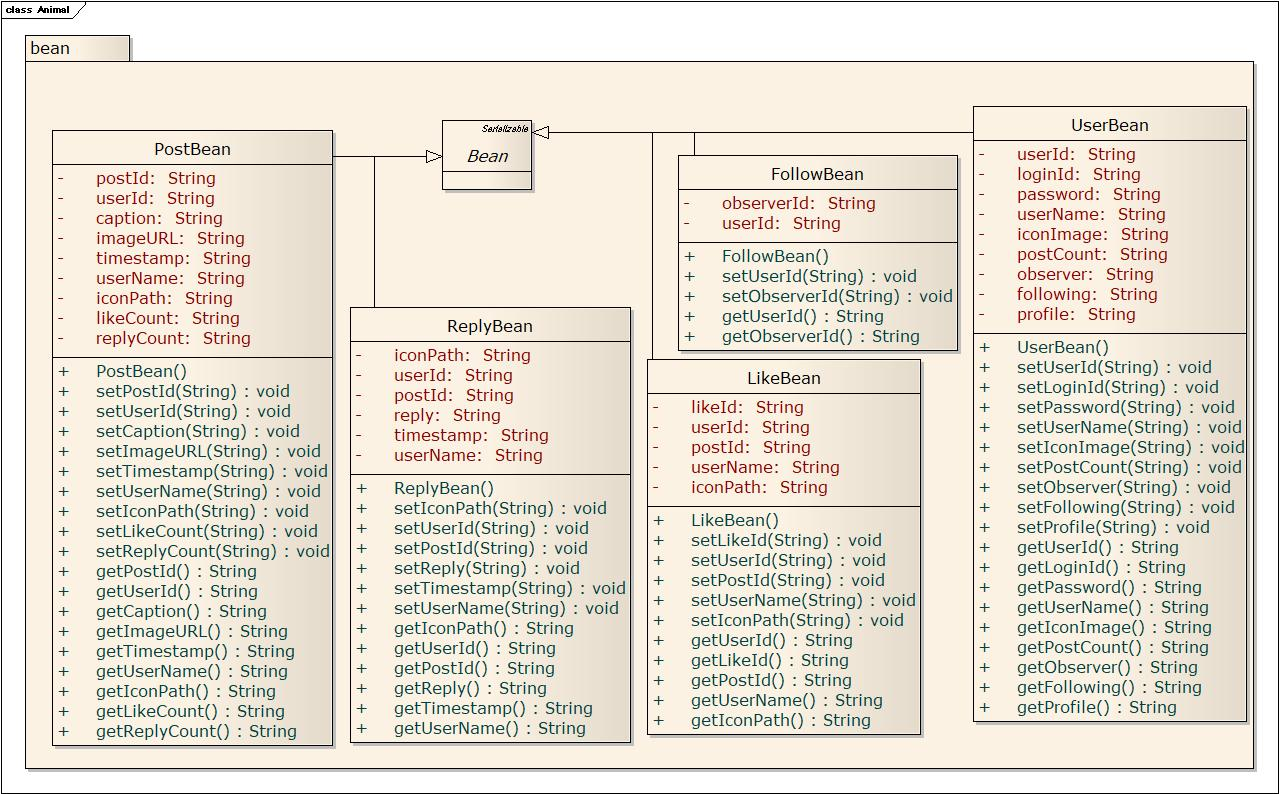 class Animal
bean
PostBean
- postId: String
- userId: String
- caption: String
- imageURL: String
- timestamp: String
- userName: String
- iconPath: String
- likeCount: String
- replyCount: String
+ PostBean()
+ setPostId(String) : void
+ setUserId(String) : void
+ setCaption(String) : void
+ setImageURL(String) : void
+ setTimestamp(String) : void
+ setUserName(String) : void
+ setIconPath(String) : void
+ setLikeCount(String) : void
+ setReplyCount(String) : void
+ getPostId() : String
+ getUserId() : String
+ getCaption() : String
+ getImageURL() : String
+ getTimestamp() : String
+ getUserName() : String
+ getIconPath() : String
+ getLikeCount() : String
+ getReplyCount() : String
Serializable
Bean
ReplyBean
- iconPath: String
- userId: String
- postId: String
- reply: String
- timestamp: String
- userName: String
+ ReplyBean()
+ setIconPath(String) : void
+ setUserId(String) : void
+ setPostId(String) : void
+ setReply(String) : void
+ setTimestamp(String) : void
+ setUserName(String) : void
+ getIconPath() : String
+ getUserId() : String
+ getPostId() : String
+ getReply() : String
+ getTimestamp() : String
+ getUserName() : String
FollowBean
- observerId: String
- userId: String
+ FollowBean()
+ setUserId(String) : void
+ setObserverId(String) : void
+ getUserId() : String
+ getObserverId() : String
LikeBean
- likeId: String
- userId: String
- postId: String
- userName: String
- iconPath: String
+ LikeBean()
+ setLikeId(String) : void
+ setUserId(String) : void
+ setPostId(String) : void
+ setUserName(String) : void
+ setIconPath(String) : void
+ getUserId() : String
+ getLikeId() : String
+ getPostId() : String
+ getUserName() : String
+ getIconPath() : String
UserBean
- userId: String
- loginId: String
- password: String
- userName: String
- iconImage: String
- postCount: String
- observer: String
- following: String
- profile: String
+ UserBean()
+ setUserId(String) : void
+ setLoginId(String) : void
+ setPassword(String) : void
+ setUserName(String) : void
+ setIconImage(String) : void
+ setPostCount(String) : void
+ setObserver(String) : void
+ setFollowing(String) : void
+ setProfile(String) : void
+ getUserId() : String
+ getLoginId() : String
+ getPassword() : String
+ getUserName() : String
+ getIconImage() : String
+ getPostCount() : String
+ getObserver() : String
+ getFollowing() : String
+ getProfile() : String